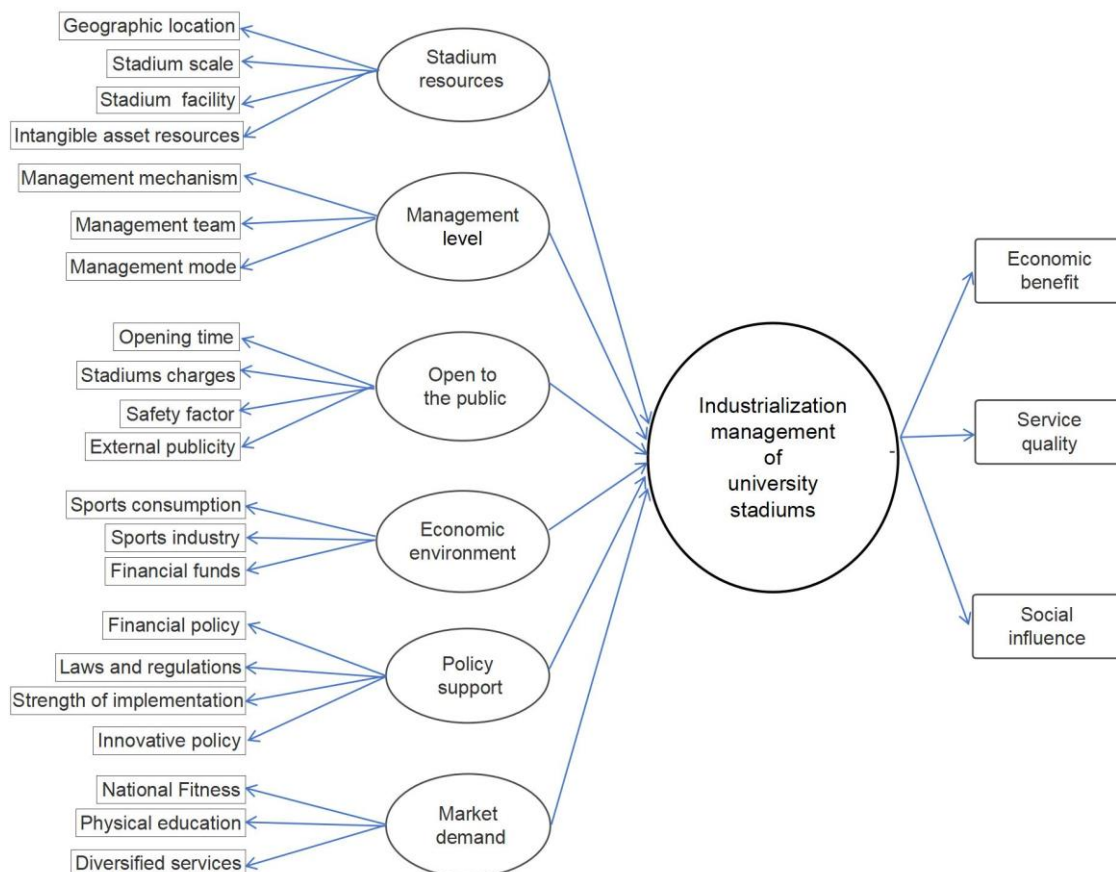 Geographic location
Stadium scale
Stadium facility
Intangible asset resources
Stadium
resources
Management mechanism
Management team
Management mode
Management
level
Opening time
Stadiums charges
Safety factor
External publicity
Open to
the public
Sports consumption
Sports industry
Financial funds
Economic
environment
Financial policy
Laws and regulations
Strength of implementation
Innovative policy
Policy
support
National Fitness
Physical education
Diversified services
Market
demand
Industrialization
management
of
university
stadiums
-
Economic
benefit
Service
quality
Social
influence